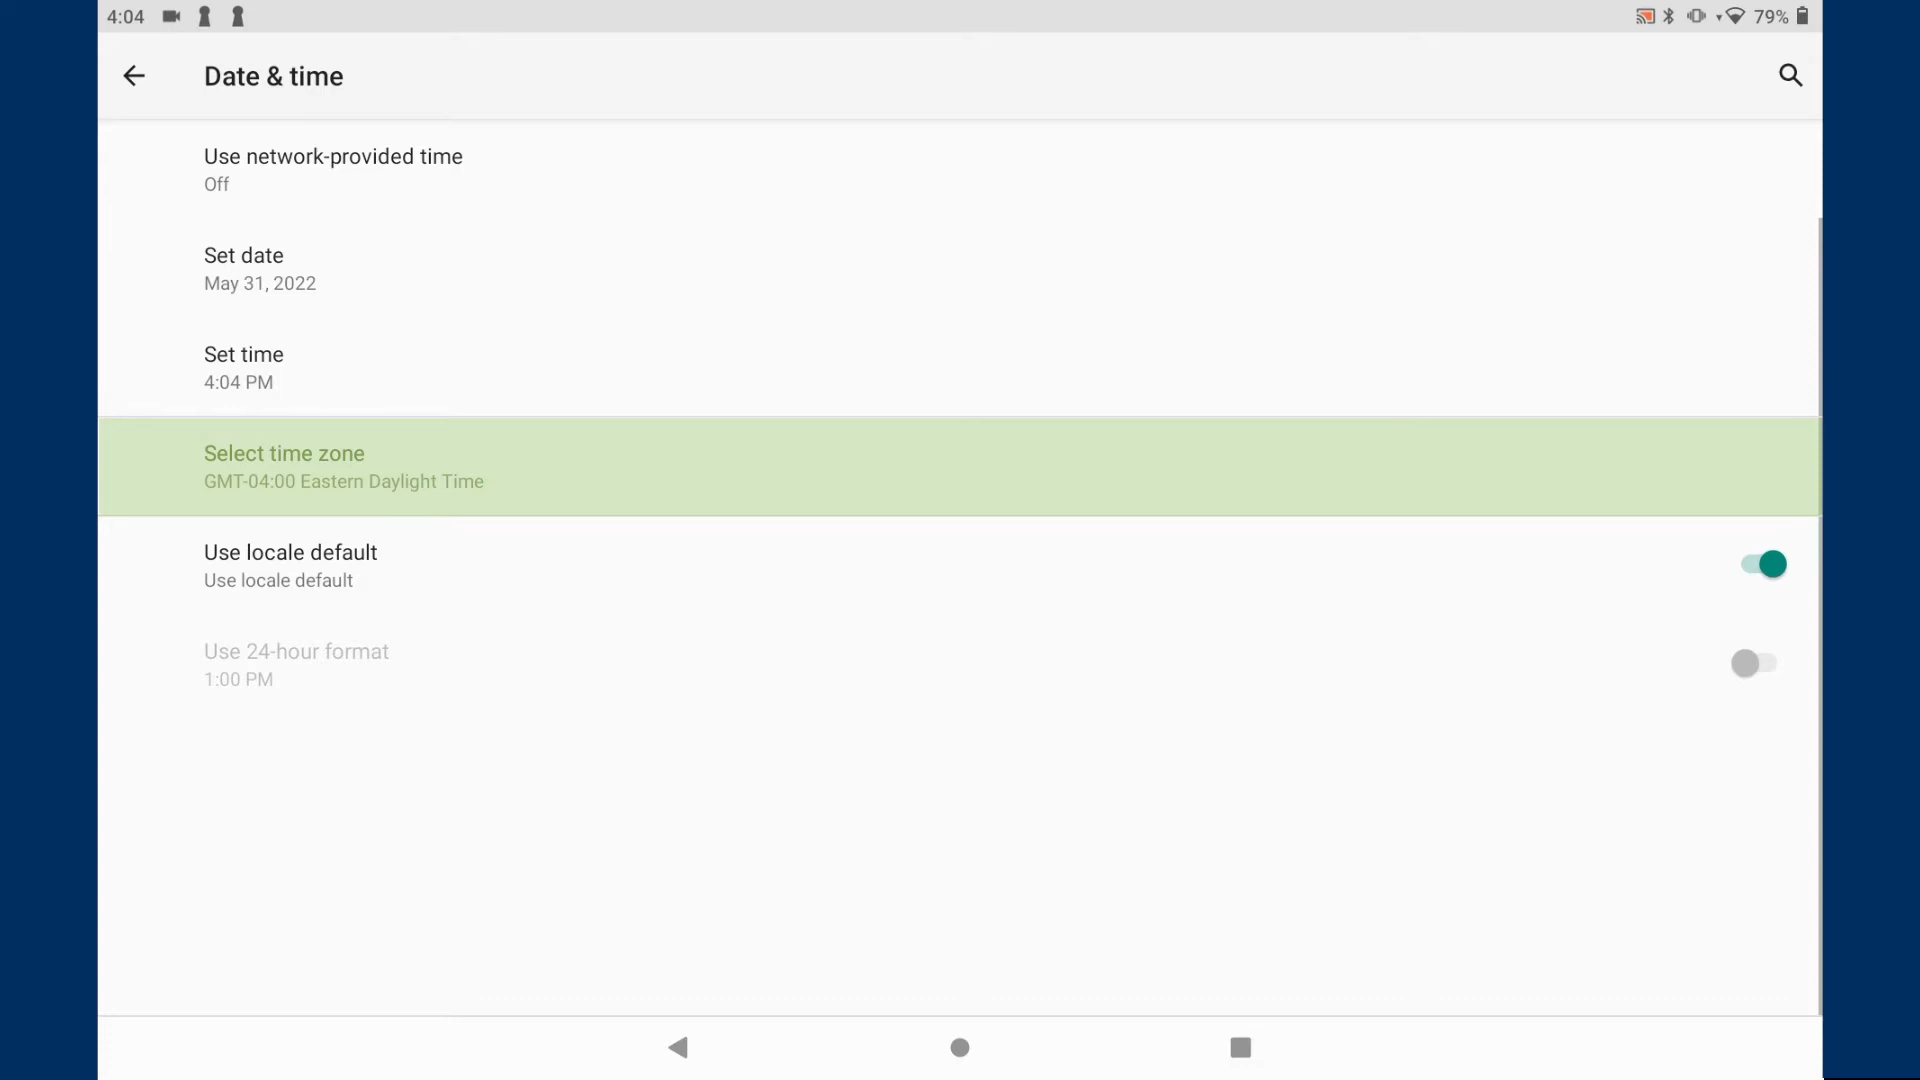 4:04 79%
Date & time
Use network-provided time
Off
Set date
May 31, 2022
Set time
4:04 PM
Select time zone
GMT-04:00 Eastern Daylight Time
Use locale default
Use locale default
Use 24-hour format
1:00 PM